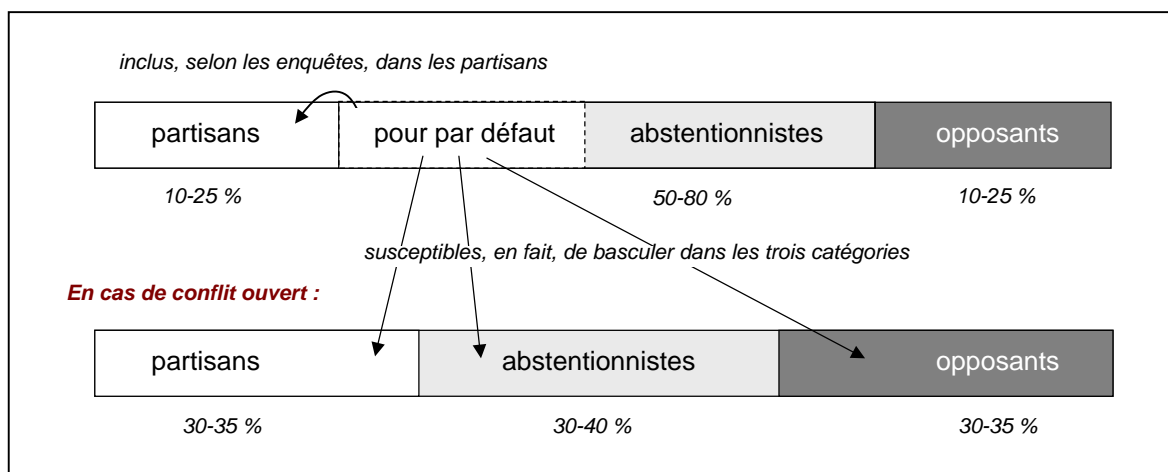 inclus, selon les enquêtes, dans les partisans
partisans pour par défaut abstentionnistes opposants
10-25 % 50-80 % 10-25 %
susceptibles, en fait, de basculer dans les trois catégories
En cas de conflit ouvert :
partisans abstentionnistes opposants
30-35 % 30-40 % 30-35 %